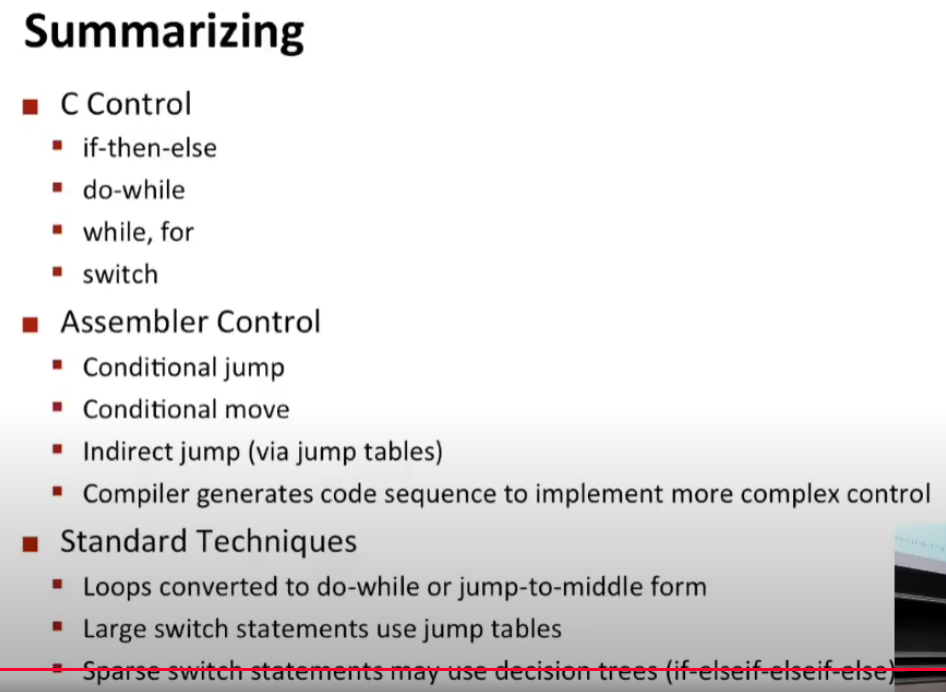 Summarizing
C Control
if-then-else
do-while
while, for
switch
Assembler Control
Conditional jump
Conditional move
Indirect jump (via jump tables)
Compiler generates code sequence to implement more complex control
Standard Techniques
Loops converted to do-while or jump-to-middle form
Large switch statements use jump tables
Sparse switch statements may use decision trees (if-elseif-elseif-else)